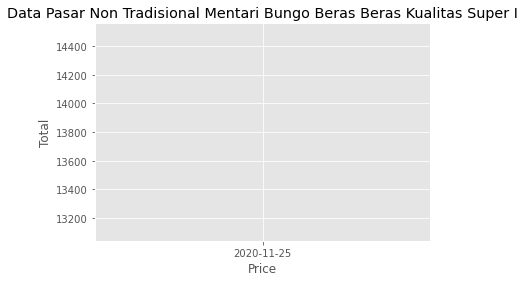 Data Pasar Non Tradisional Mentari Bungo Beras Beras Kualitas Super I
14400
14200
14000
13800
13600
13400
13200
Total
2020-11-25
Price